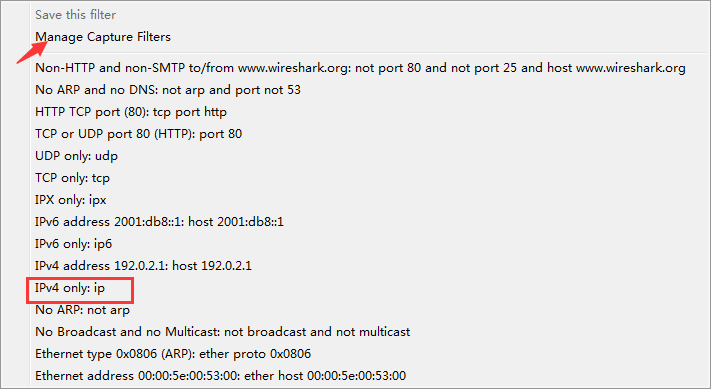 Save this filter
Manage Capture Filters
Non-HTTP and non-SMTP to/from www.wireshark.org: not port 80 and not port 25 and host www.wireshark.org
No ARP and no DNS: not arp and port not 53
HTTP TCP port (80): tcp port http
TCP or UDP port 80 (HTTP): port 80
UDP only: udp
TCP only: tcp
IPX only: ipx
IPv6 address 2001:db8::1: host 2001:db8::1
IPv6 only: ip6
IPv4 address 192.0.2.1: host 192.0.2.1
IPv4 only: ip
No ARP: not arp
No Broadcast and no Multicast: not broadcast and not multicast
Ethernet type 0x0806 (ARP): ether proto 0x0806
Ethernet address 00:00:5e:00:53:00: ether host 00:00:5e:00:53:00